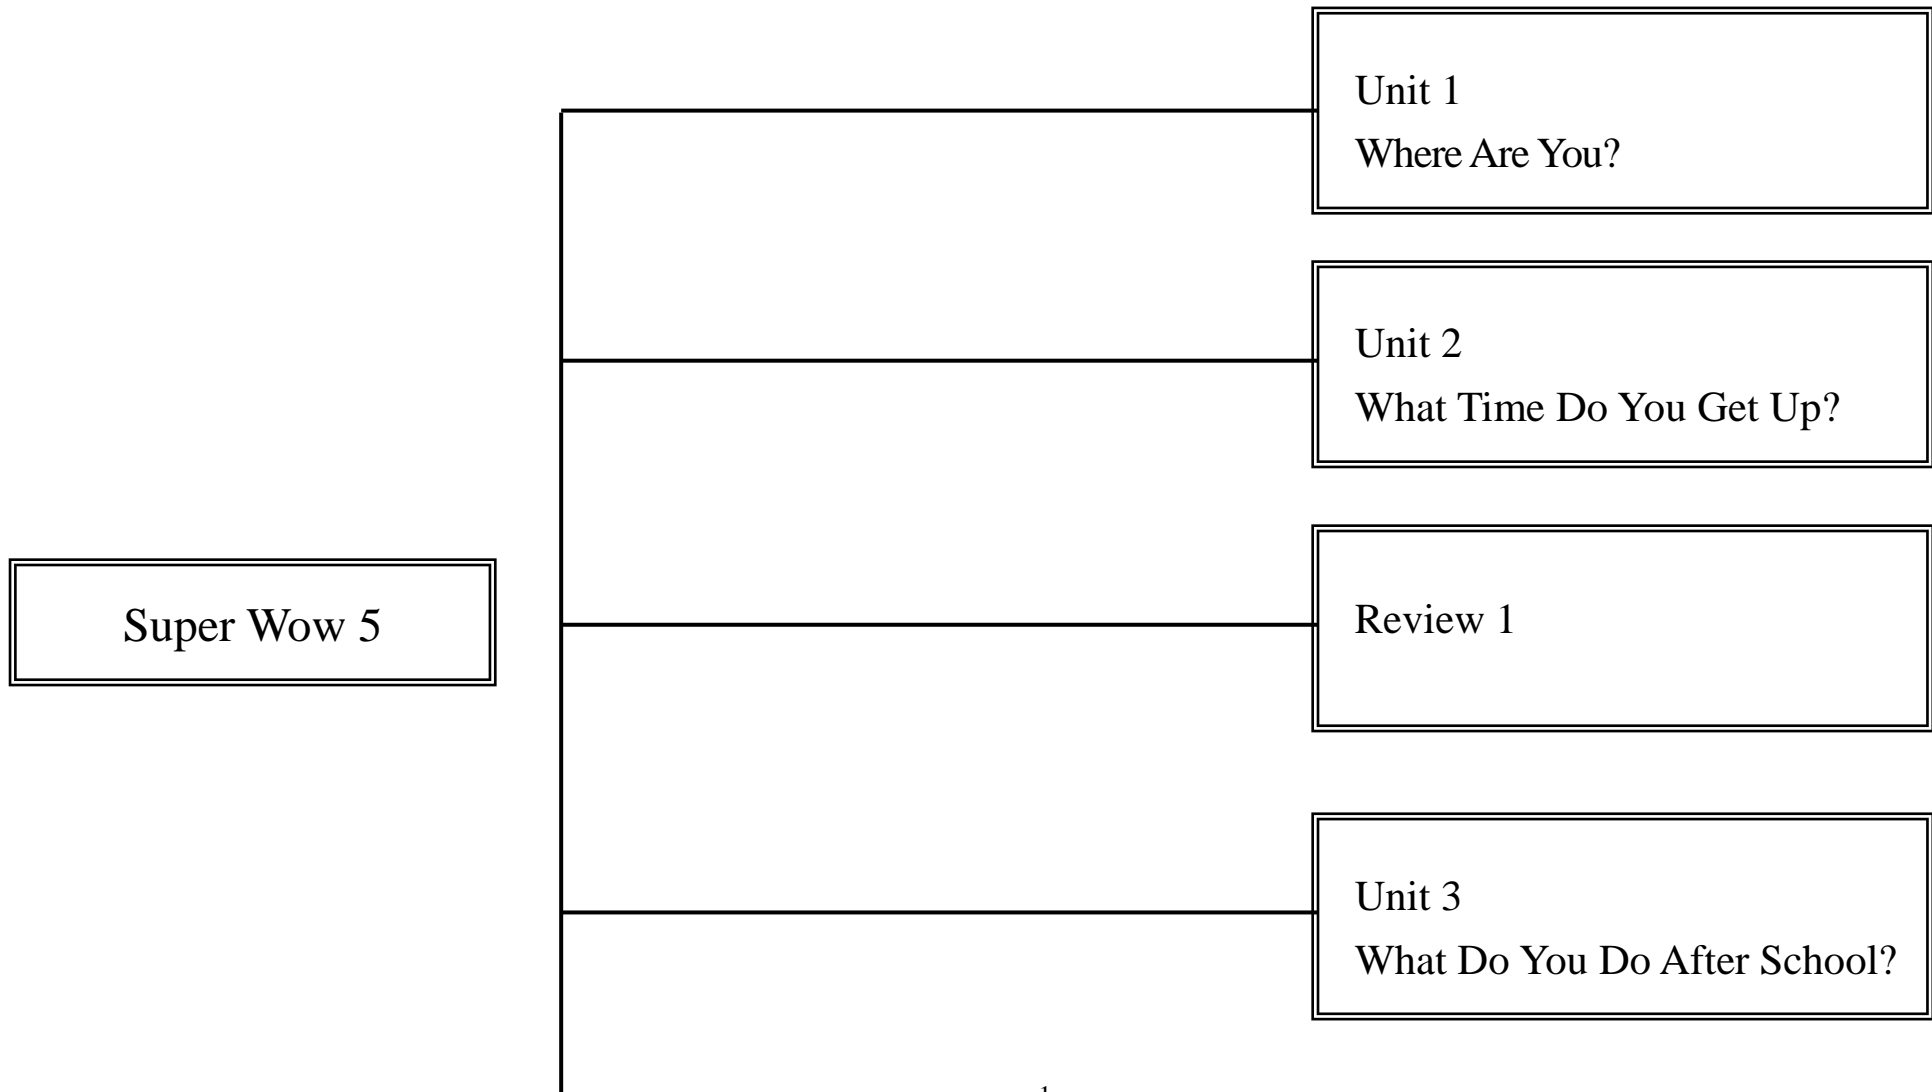 Unit 1
Where Are You?
Unit 2
What Time Do You Get Up?
Super Wow 5
Review 1
Unit 3
What Do You Do After School?
1